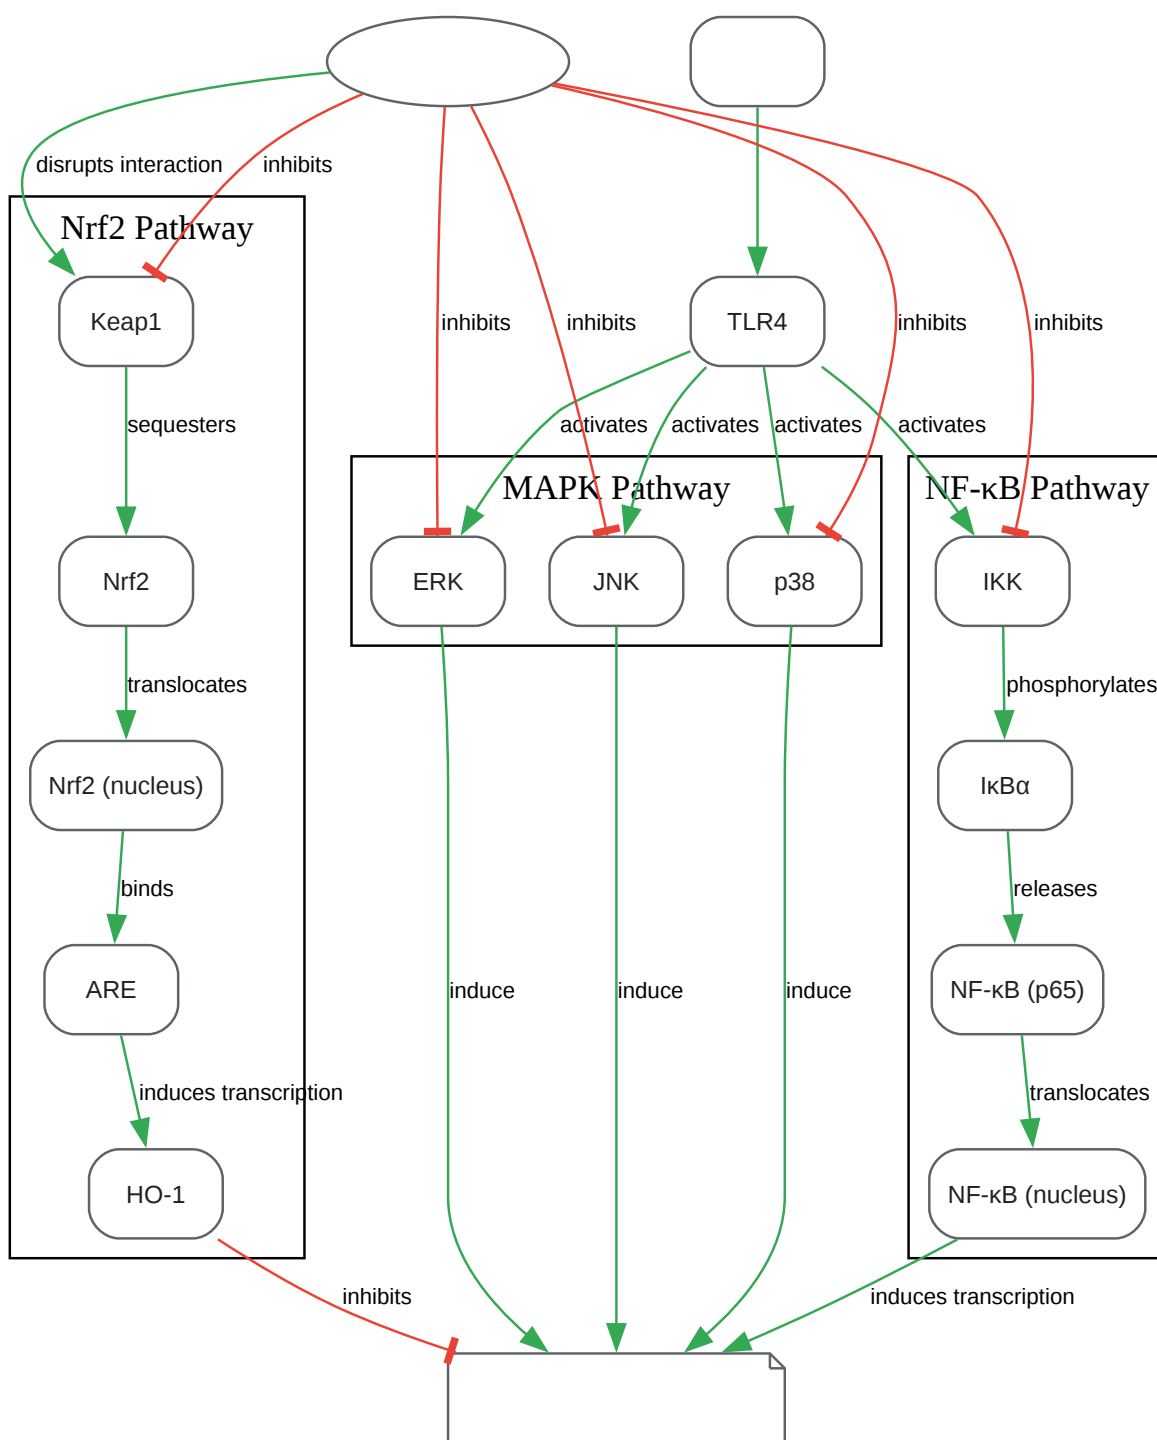 disrupts interaction
inhibits
Nrf2 Pathway
Keap1
inhibits
inhibits
TLR4
inhibits
inhibits
sequesters
activates
activates
activates
activates
MAPK Pathway
NF-κB Pathway
Nrf2
ERK
JNK
p38
IKK
translocates
phosphorylates
Nrf2 (nucleus)
IκBα
binds
releases
ARE
induce
induce
induce
NF-κB (p65)
induces transcription
translocates
HO-1
NF-κB (nucleus)
inhibits
induces transcription